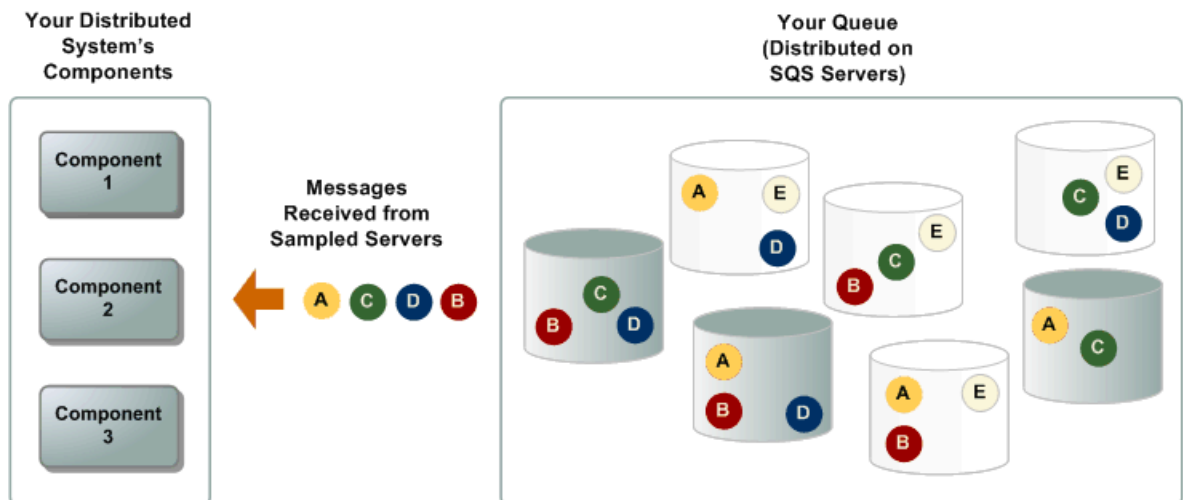 Your Distributed
System's
Components
Component
1
Component
2
Component
3
Messages
Received from
Sampled Servers
A C D B
Your Queue
(Distributed on
SQS Servers)
A
E
D
E
C
B
E
C
D
C
B
D
A
B
D
A
E
B
A
C